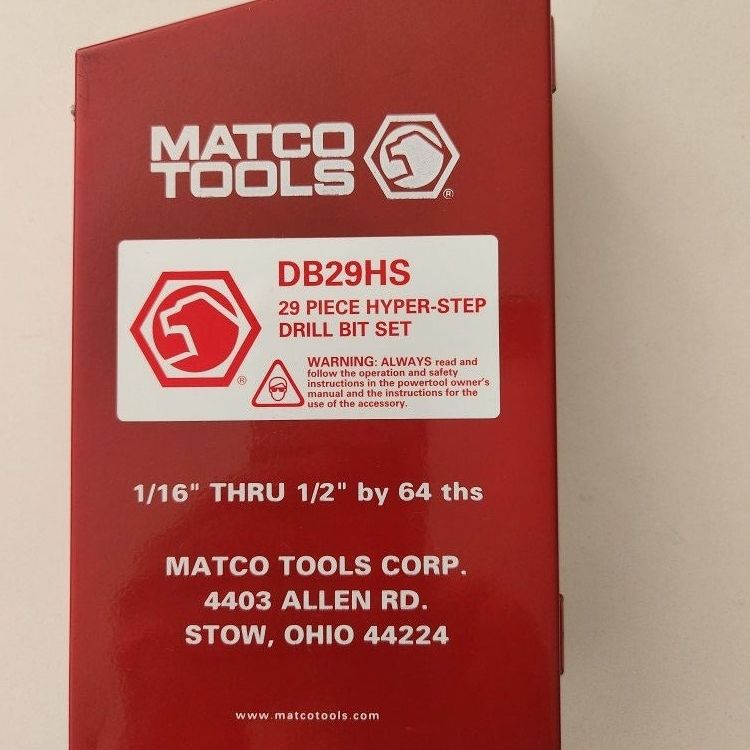 MATCO
TOOLS
®
DB29HS
29 PIECE HYPER-STEP
DRILL BIT SET
®
WARNING: ALWAYS read and
follow the operation and safety
instructions in the powertool owner's
manual and the instructions for the
use of the accessory.
1/16" THRU 1/2" by 64 ths
MATCO TOOLS CORP.
4403 ALLEN RD.
STOW, OHIO 44224
www.matcotools.com